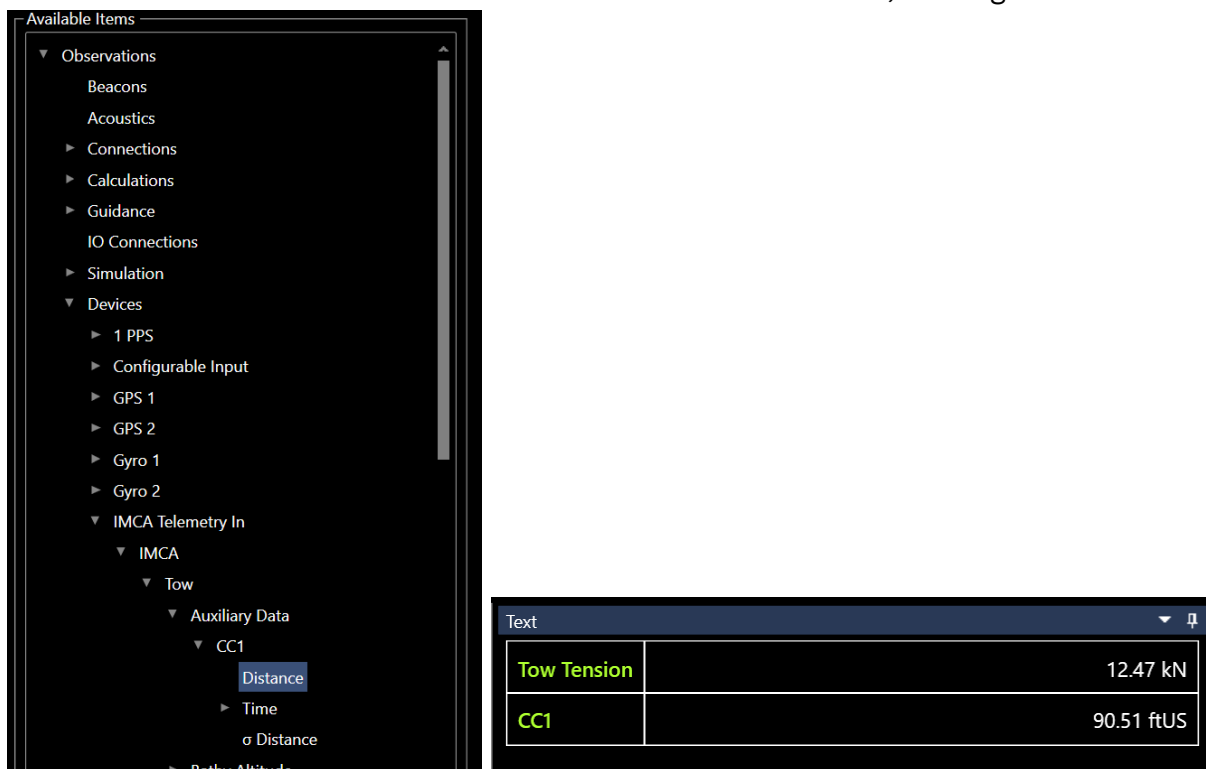 Available Items
Observations
Beacons
Acoustics
Connections
Calculations
Guidance
IO Connections
Simulation
Devices
1 PPS
Configurable Input
GPS 1
GPS 2
Gyro 1
Gyro 2
IMCA Telemetry In
IMCA
Tow
Auxiliary Data
CC1
Distance
Time
σ Distance
Bathy Altitude
Text
Tow Tension 12.47 kN
CC1 90.51 ftUS